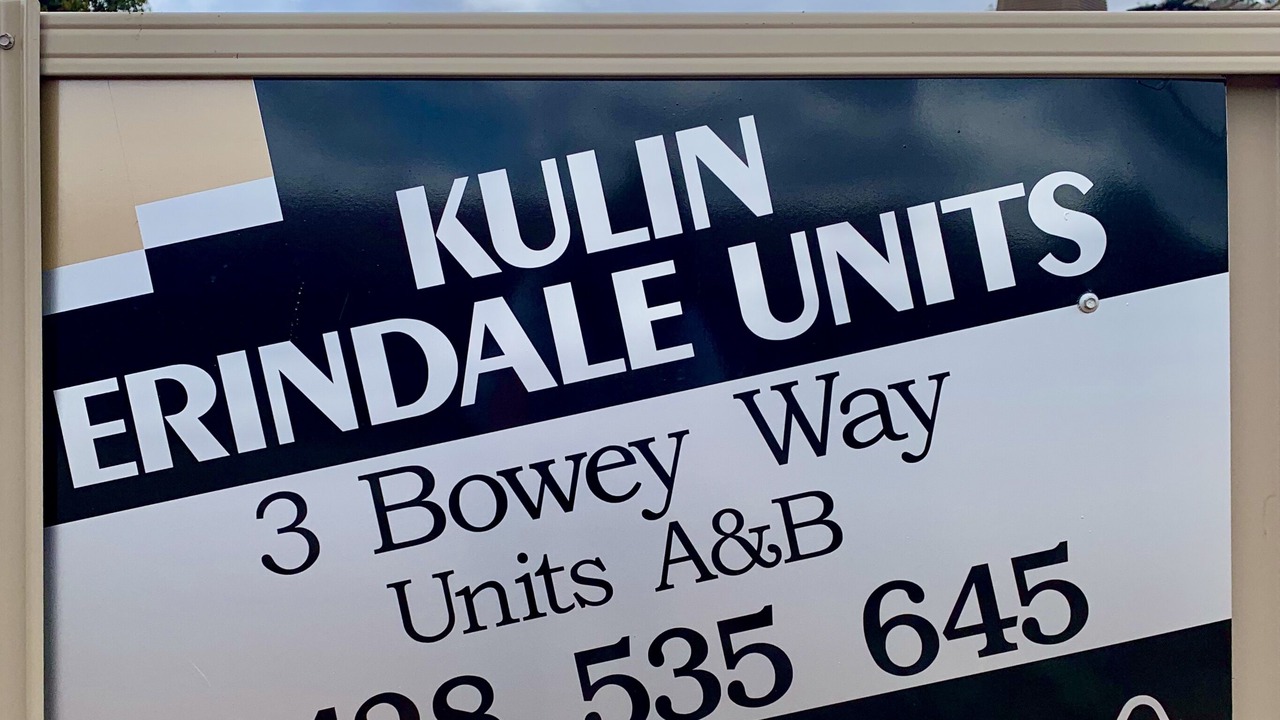 KULIN
ERINDALE UNITS
3 Bowey Way
Units A&B
535 645